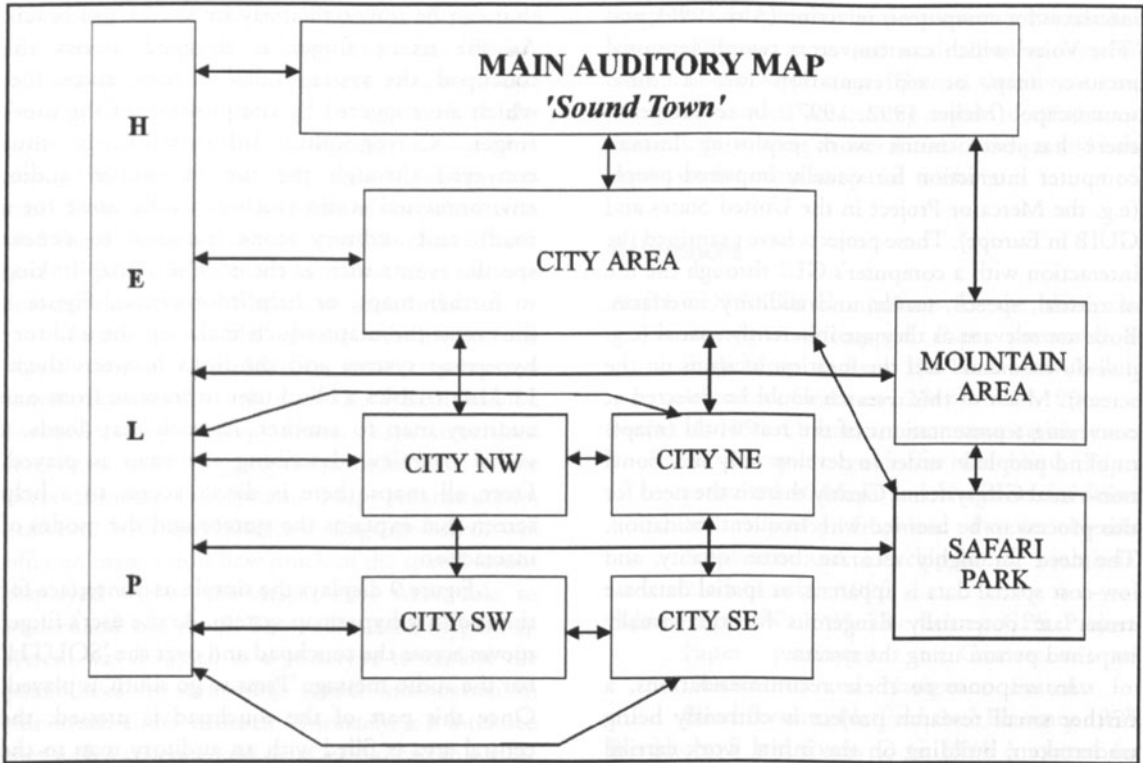 MAIN AUDITORY MAP
'Sound Town'
H
E
L
P
CITY AREA
MOUNTAIN
AREA
CITY NW
CITY NE
SAFARI
PARK
CITY SW
CITY SE